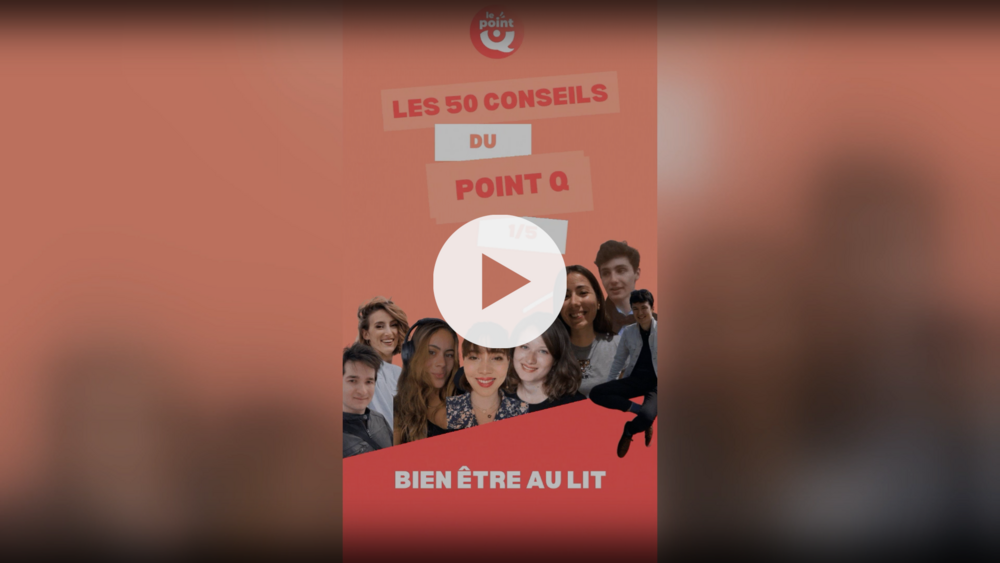 le
point
Q
LES 50 CONSEILS
DU
POINT Q
1/5
BIEN ÊTRE AU LIT